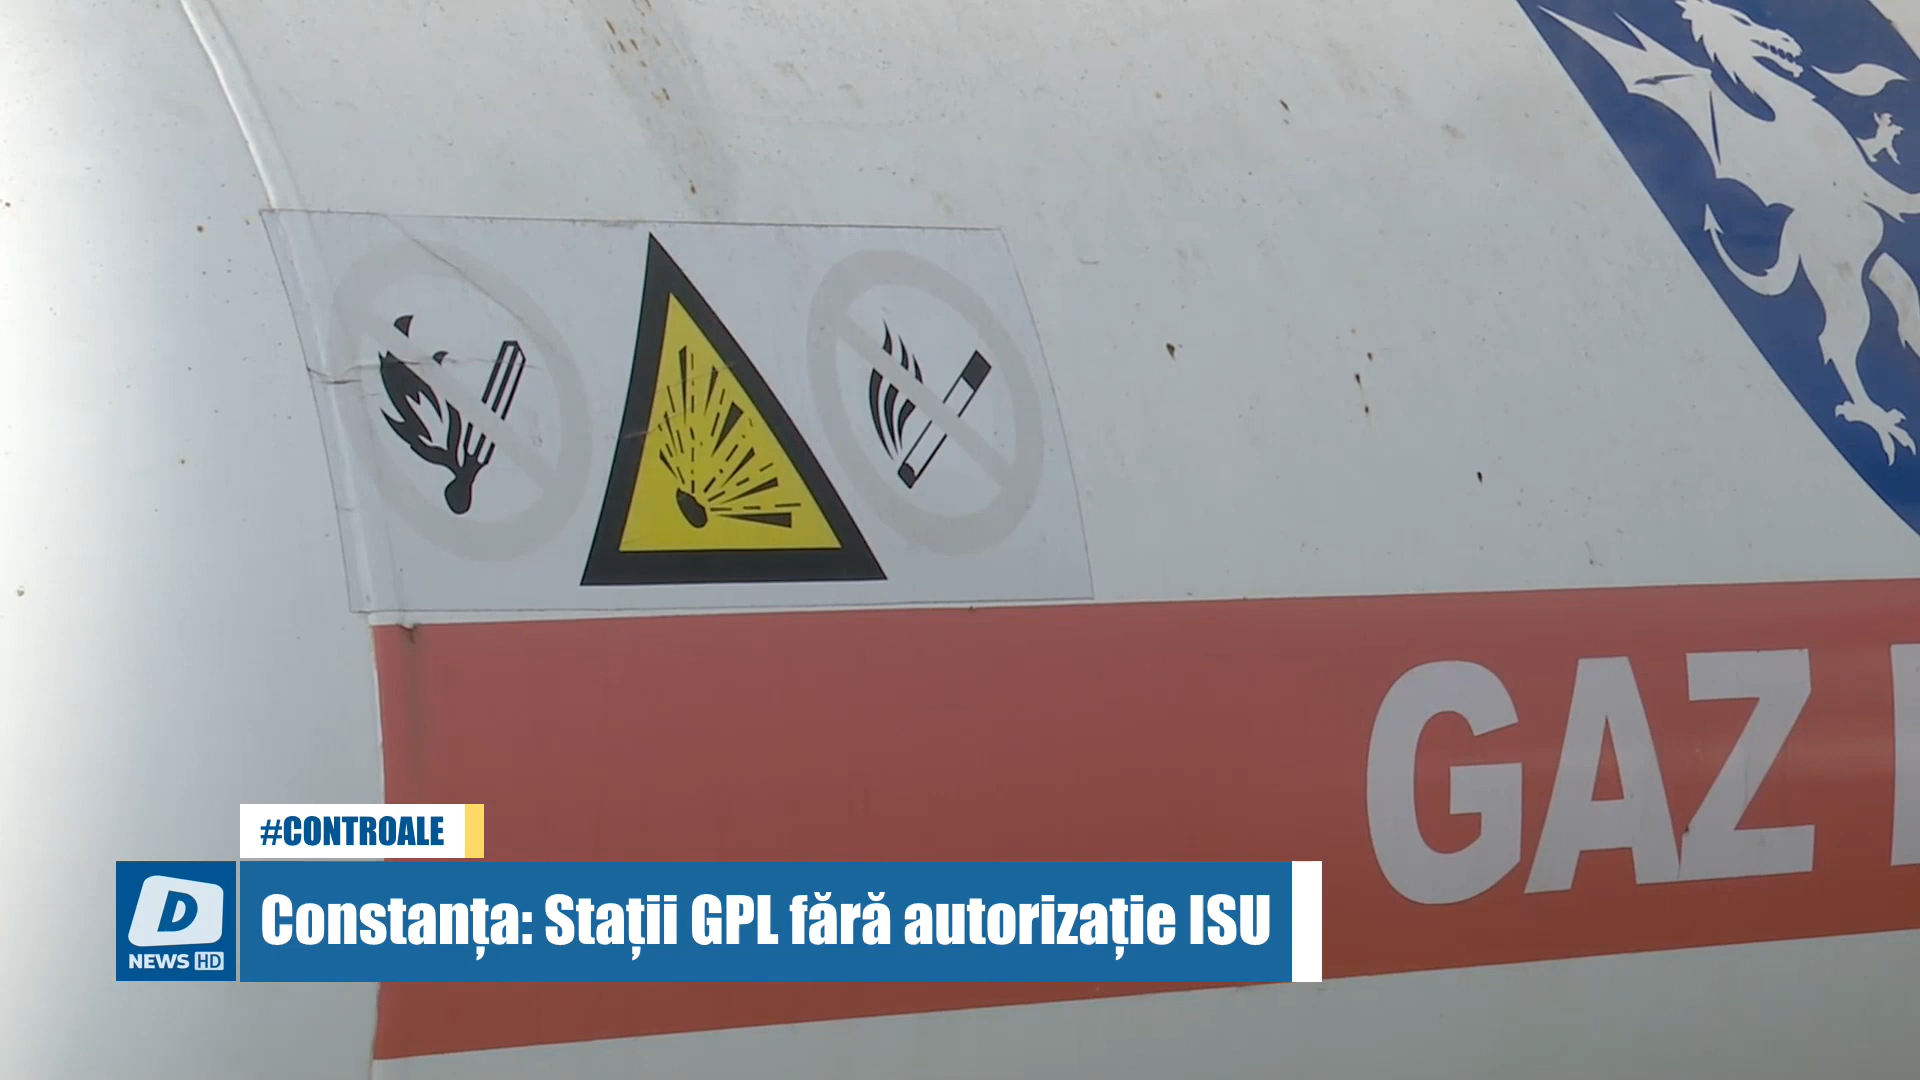 GAZ
#CONTROALE
Constanța: Stații GPL fără autorizație ISU
D
NEWS HD